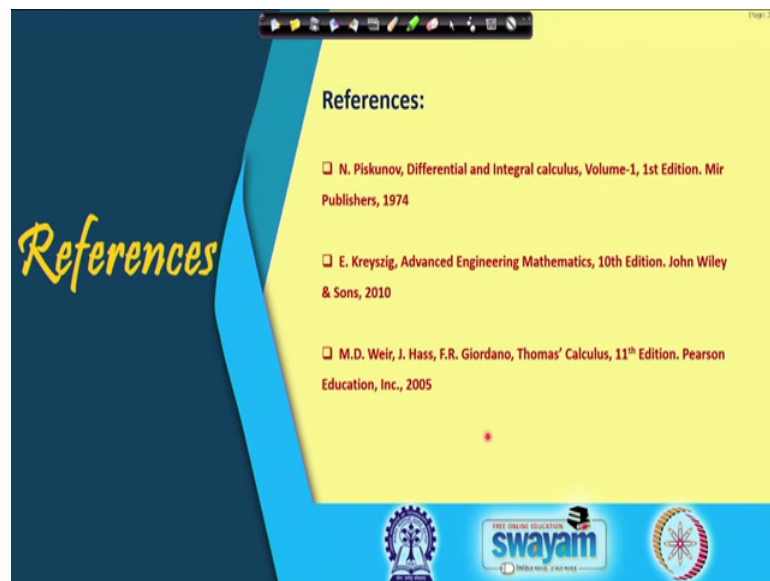 References
References:
❑ N. Piskunov, Differential and Integral calculus, Volume-1, 1st Edition. Mir
Publishers, 1974
❑ E. Kreyszig, Advanced Engineering Mathematics, 10th Edition. John Wiley
& Sons, 2010
❑ M.D. Weir, J. Hass, F.R. Giordano, Thomas' Calculus, 11th Edition. Pearson
Education, Inc., 2005
FREE ONLINE EDUCATION
swayam